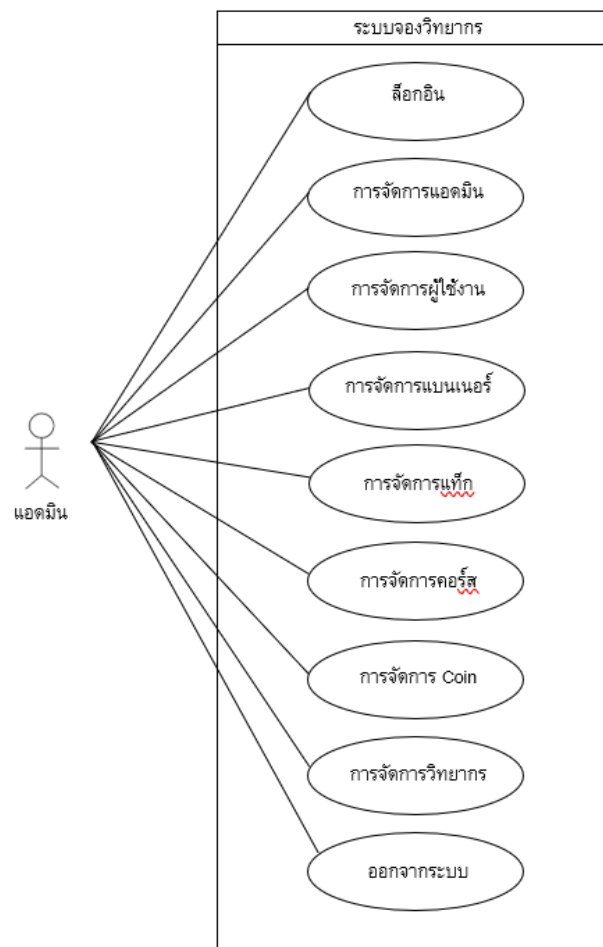 ระบบจองวิทยากร
ล็อกอิน
การจัดการแอดมิน
การจัดการผู้ใช้งาน
การจัดการแบนเนอร์
การจัดการแท็ก
การจัดการคอร์ส
การจัดการ Coin
การจัดการวิทยากร
ออกจากระบบ
แอดมิน